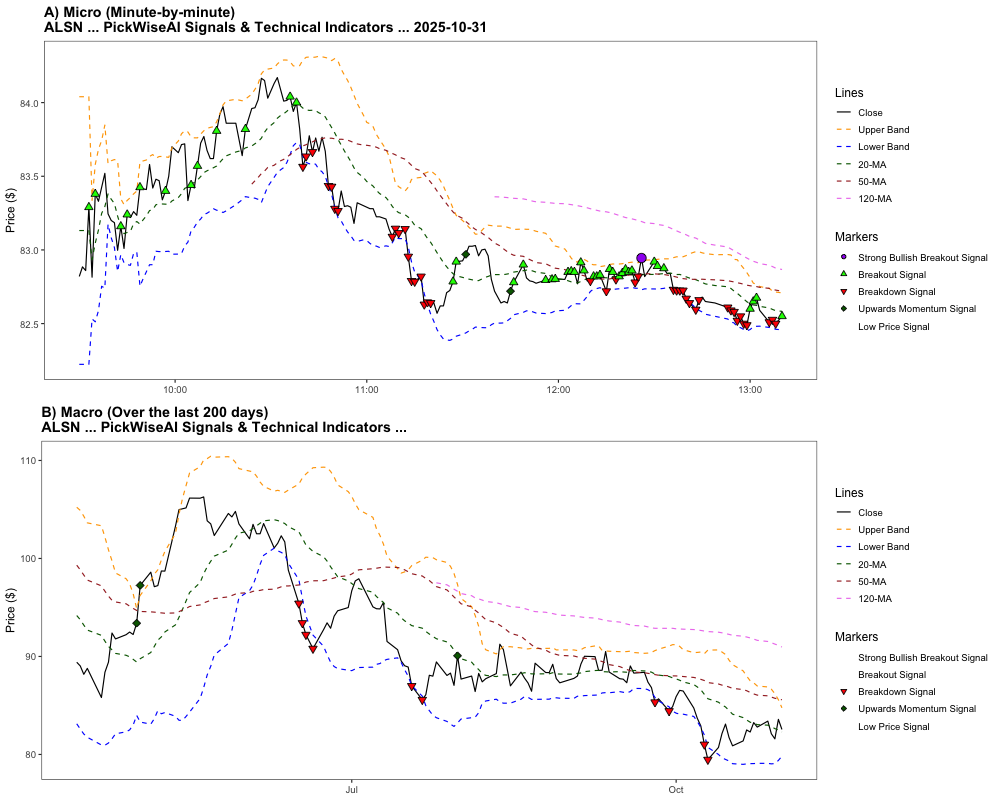 A) Micro (Minute-by-minute)
ALSN ... PickWiseAI Signals & Technical Indicators ... 2025-10-31
Price ($)
84.0
83.5
83.0
82.5
10:00
11:00
12:00
13:00
Lines
Close
Upper Band
Lower Band
20-MA
50-MA
120-MA
Markers
Strong Bullish Breakout Signal
Breakout Signal
Breakdown Signal
Upwards Momentum Signal
Low Price Signal
B) Macro (Over the last 200 days)
ALSN ... PickWiseAI Signals & Technical Indicators ...
Price ($)
110
100
90
80
Jul
Oct
Lines
Close
Upper Band
Lower Band
20-MA
50-MA
120-MA
Markers
Strong Bullish Breakout Signal
Breakout Signal
Breakdown Signal
Upwards Momentum Signal
Low Price Signal